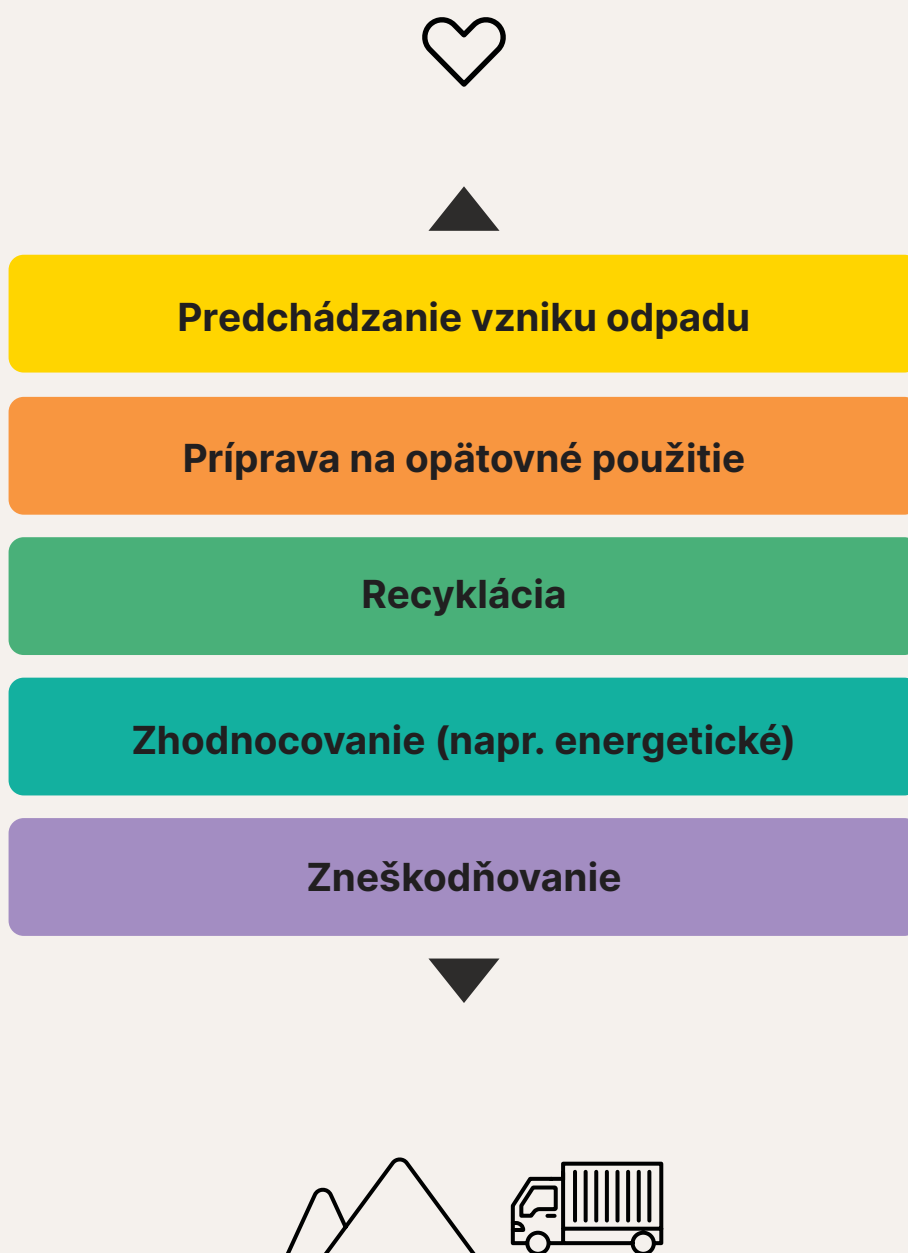 Predchádzanie vzniku odpadu
Príprava na opätovné použitie
Recyklácia
Zhodnocovanie (napr. energetické)
Zneškodňovanie